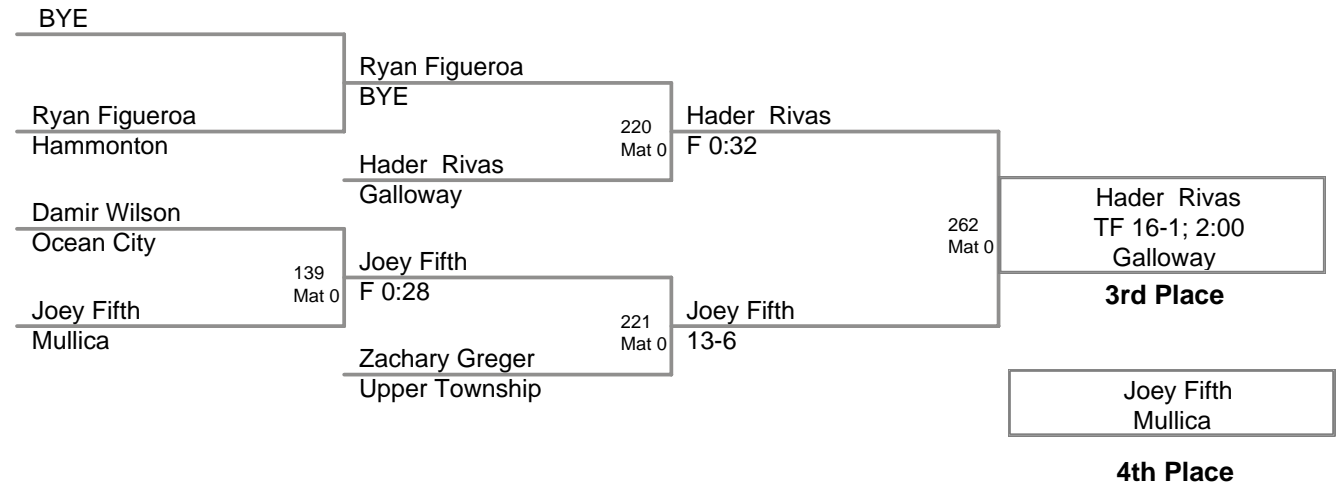 BYE
Ryan Figueroa
BYE
Ryan Figueroa
Hammonton
220
Mat 0
Hader Rivas
F 0:32
Hader Rivas
Galloway
Damir Wilson
Ocean City
139
Mat 0
Joey Fifth
F 0:28
Joey Fifth
Mullica
221
Mat 0
Joey Fifth
13-6
Zachary Greger
Upper Township
262
Mat 0
Hader Rivas
TF 16-1; 2:00
Galloway
3rd Place
Joey Fifth
Mullica
4th Place